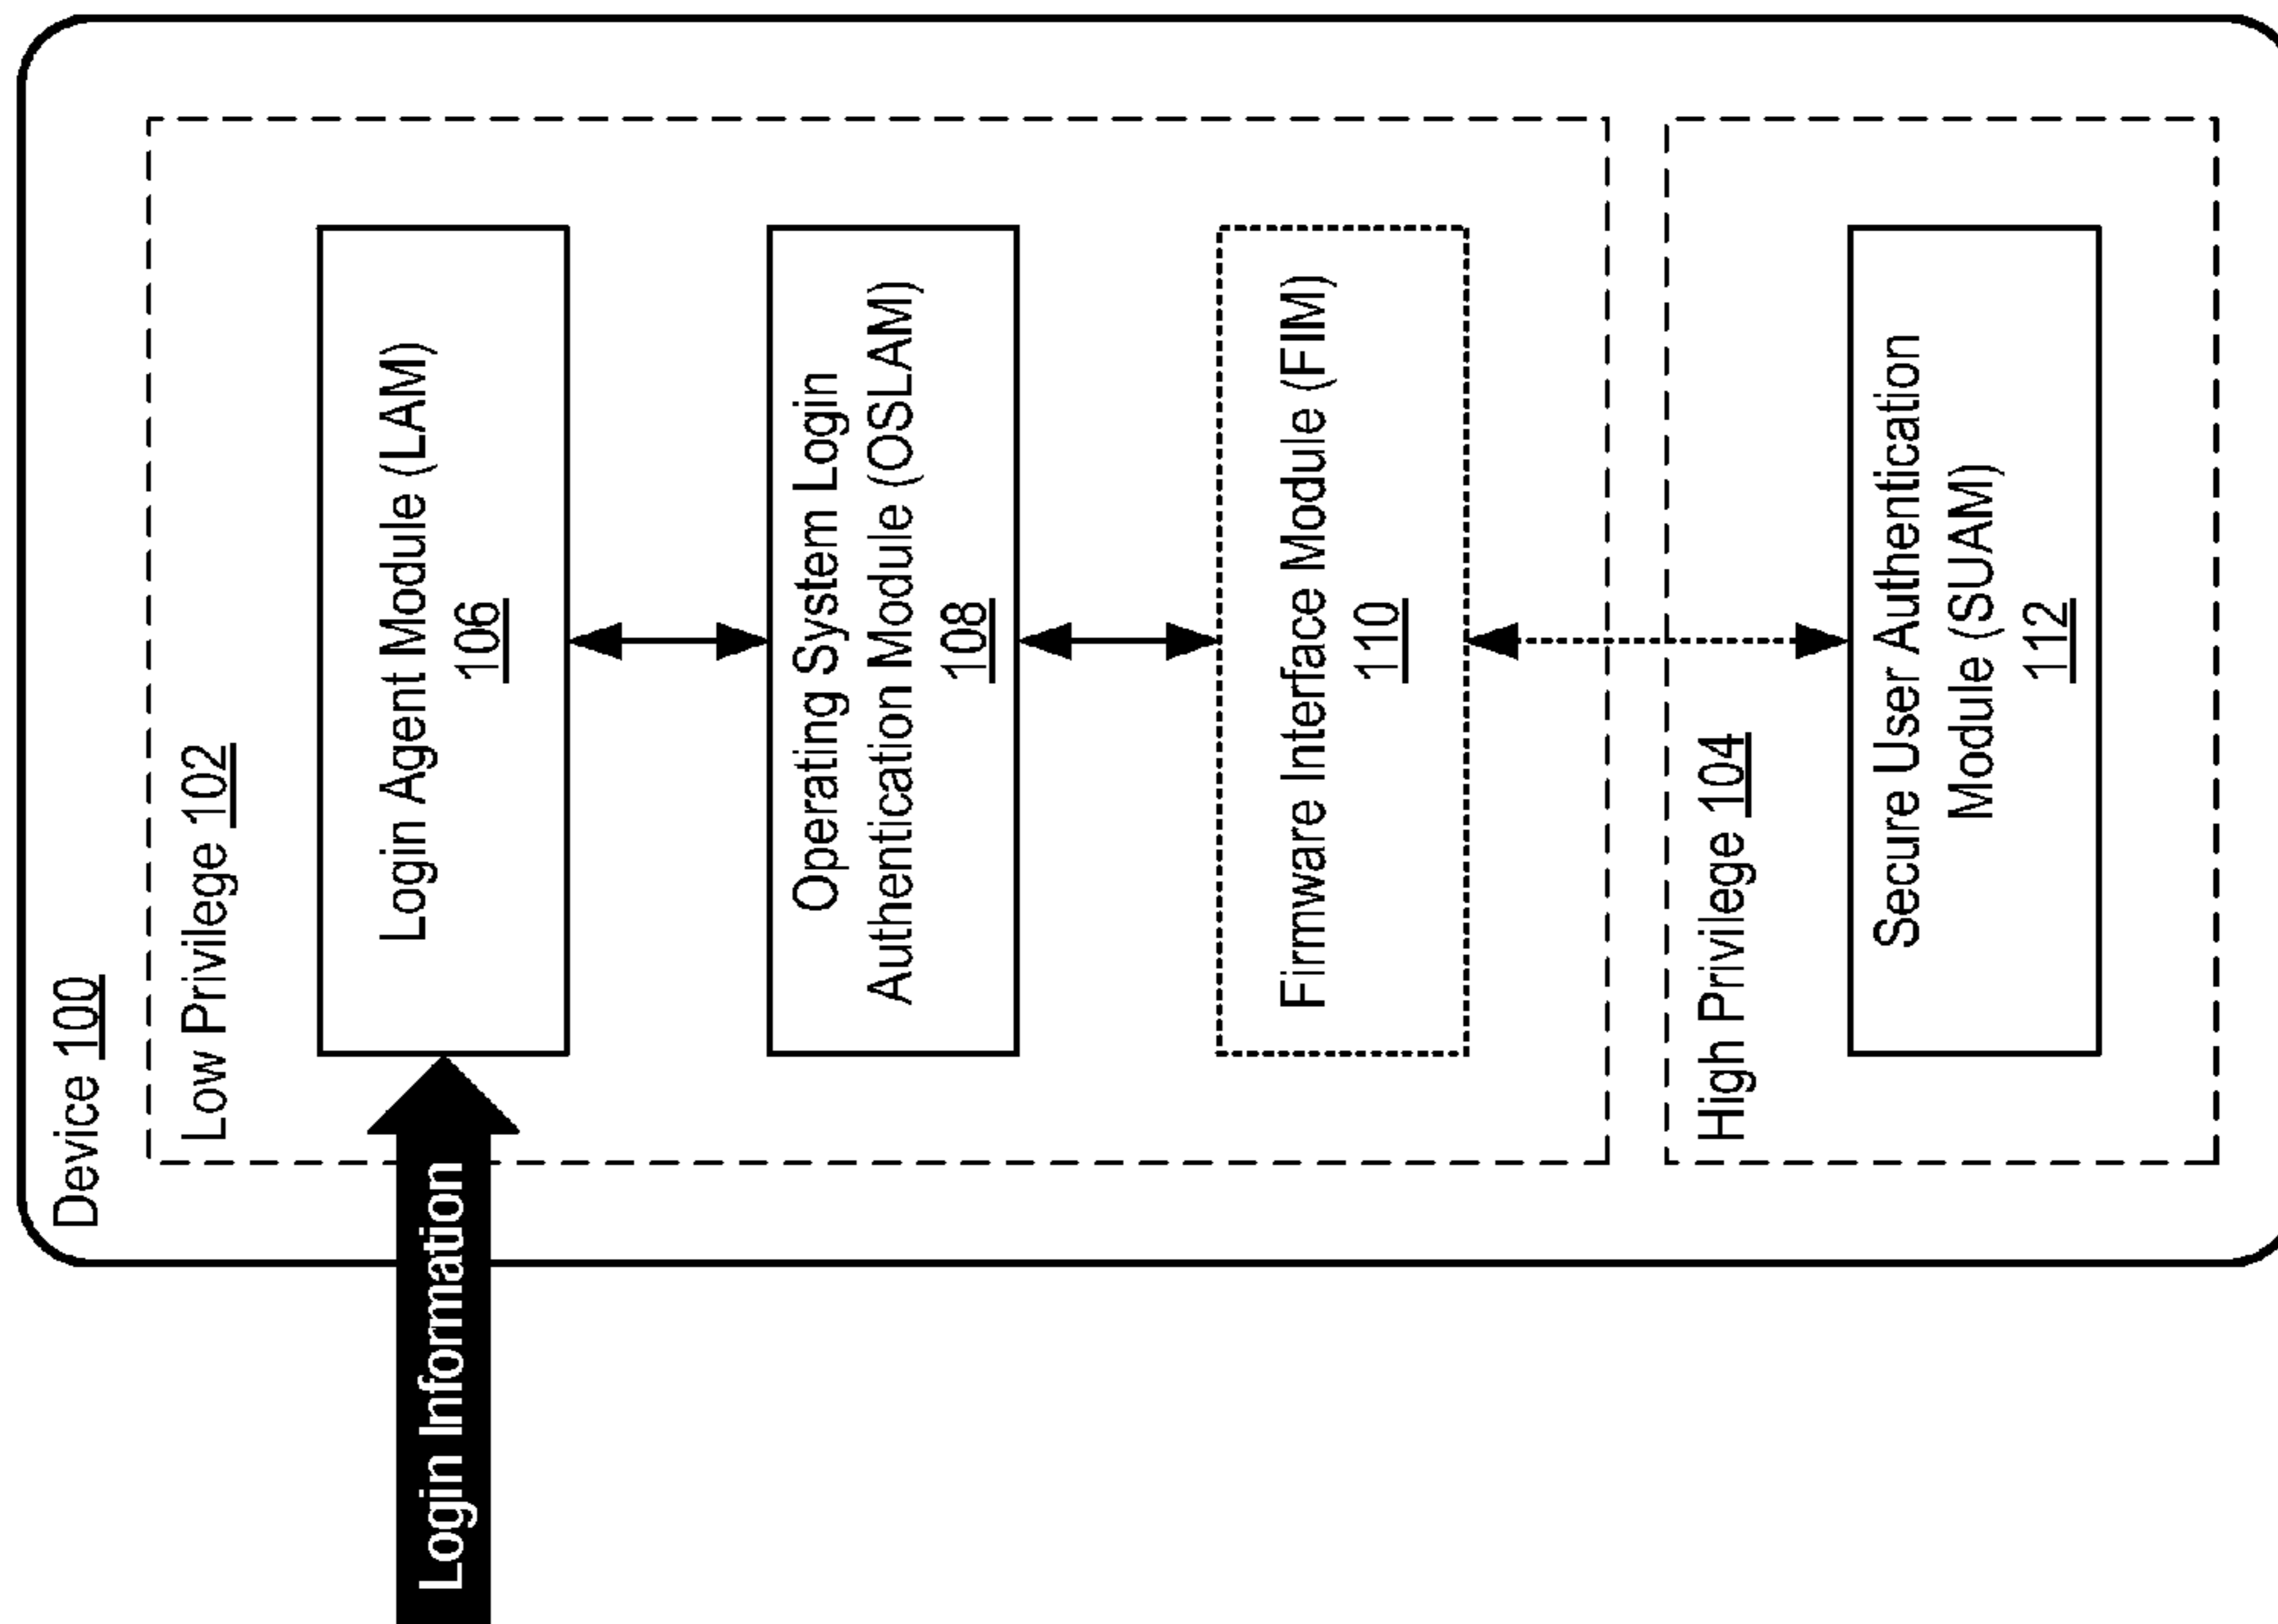 Device 100
Low Privilege 102
Login Agent Module (LAM)
106
Operating System Login
Authentication Module (OSLAM)
108
Firmware Interface Module (FIM)
110
High Privilege 104
Secure User Authentication
Module (SUAM)
112
Login Information